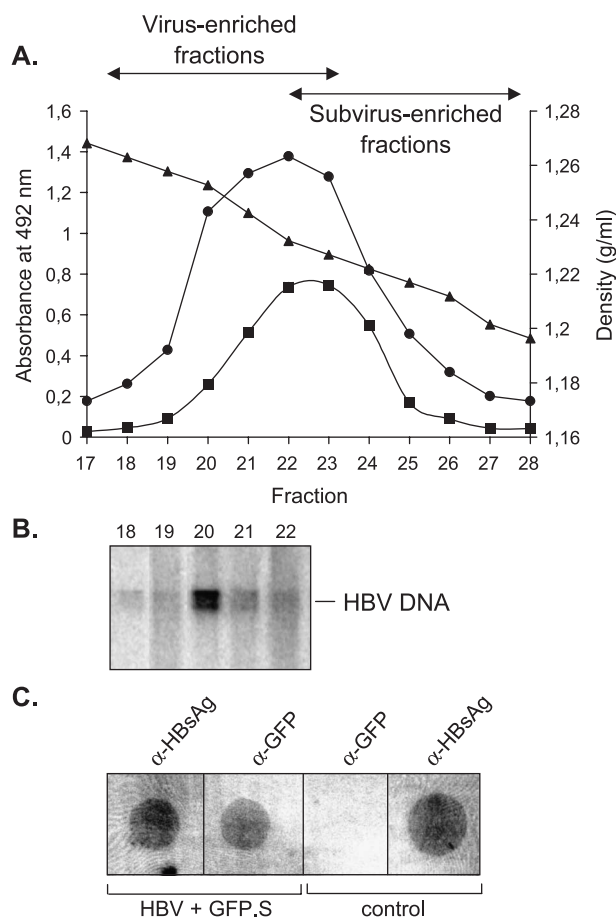 A.
Virus-enriched
fractions
Subvirus-enriched
fractions
1,6
1,4
1,2
1
0,8
0,6
0,4
0,2
0
Absorbance at 492 nm
1,28
1,26
1,24
1,22
1,2
1,18
1,16
Density (g/ml)
17 18 19 20 21 22 23 24 25 26 27 28
Fraction
B.
18 19 20 21 22
HBV DNA
C.
α-HBsAg α-GFP α-GFP α-HBsAg
HBV + GFP.S control